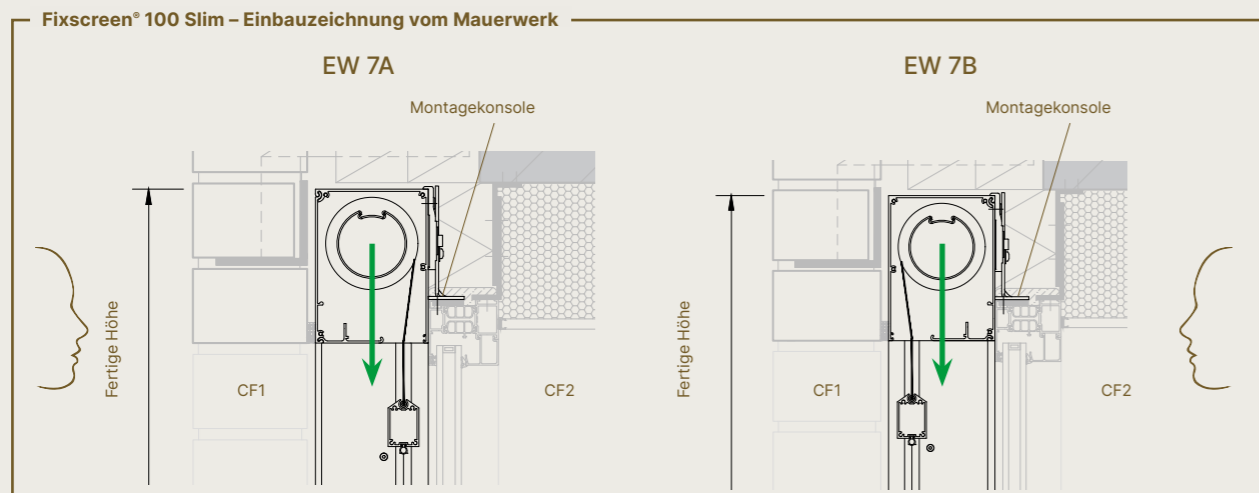 Fixscreen® 100 Slim – Einbauzeichnung vom Mauerwerk
EW 7A
EW 7B
Montagekonsole
Montagekonsole
Fertige Höhe
CF1
CF2
Fertige Höhe
CF1
CF2